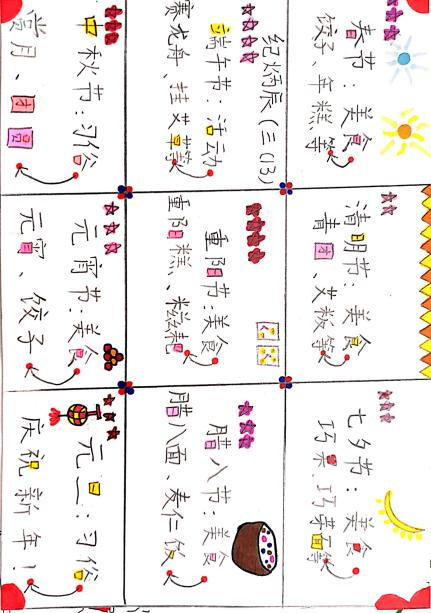 春节：美食
饺子、年糕等
清明节：美食
青团、艾粄等
七夕节：美食
巧果、
纪炳辰(三(13)
端午节：活动
赛龙舟、挂艾草等
重阳节：美食
重阳糕、糍粑
腊八节：美食
腊八面、麦仁饭
中秋节：习俗
赏月、团圆
元宵节：美食
元宵、饺子
元旦：习俗
庆祝新年！